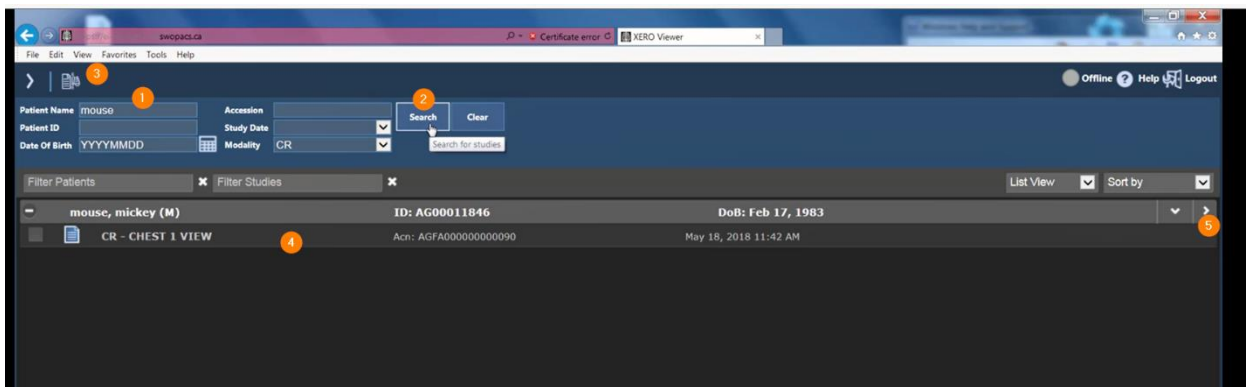 swopacs.ca Certificate error XERO Viewer
File Edit View Favorites Tools Help
3
Offline ? Help Logout
1
2
Patient Name mouse Accession Search Clear
Patient ID Study Date
Date Of Birth YYYYMMDD Modality CR
Search for studies
Filter Patients Filter Studies List View Sort by
mouse, mickey (M) ID: AG00011846 DoB: Feb 17, 1983
5
CR - CHEST 1 VIEW 4 Acn: AGFA000000000090 May 18, 2018 11:42 AM